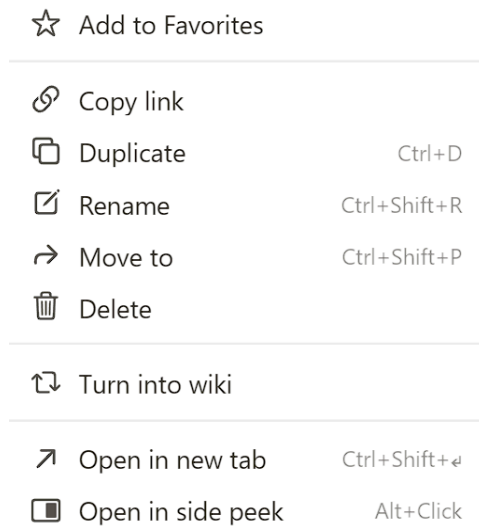 Add to Favorites
Copy link
Duplicate Ctrl+D
Rename Ctrl+Shift+R
Move to Ctrl+Shift+P
Delete
Turn into wiki
Open in new tab Ctrl+Shift+↵
Open in side peek Alt+Click